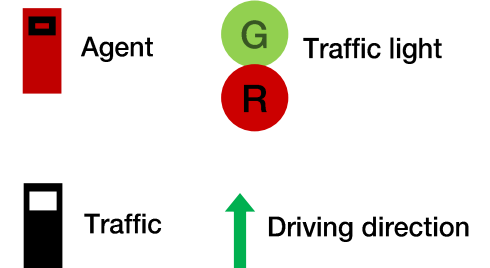 Agent
G
Traffic light
R
Traffic
Driving direction